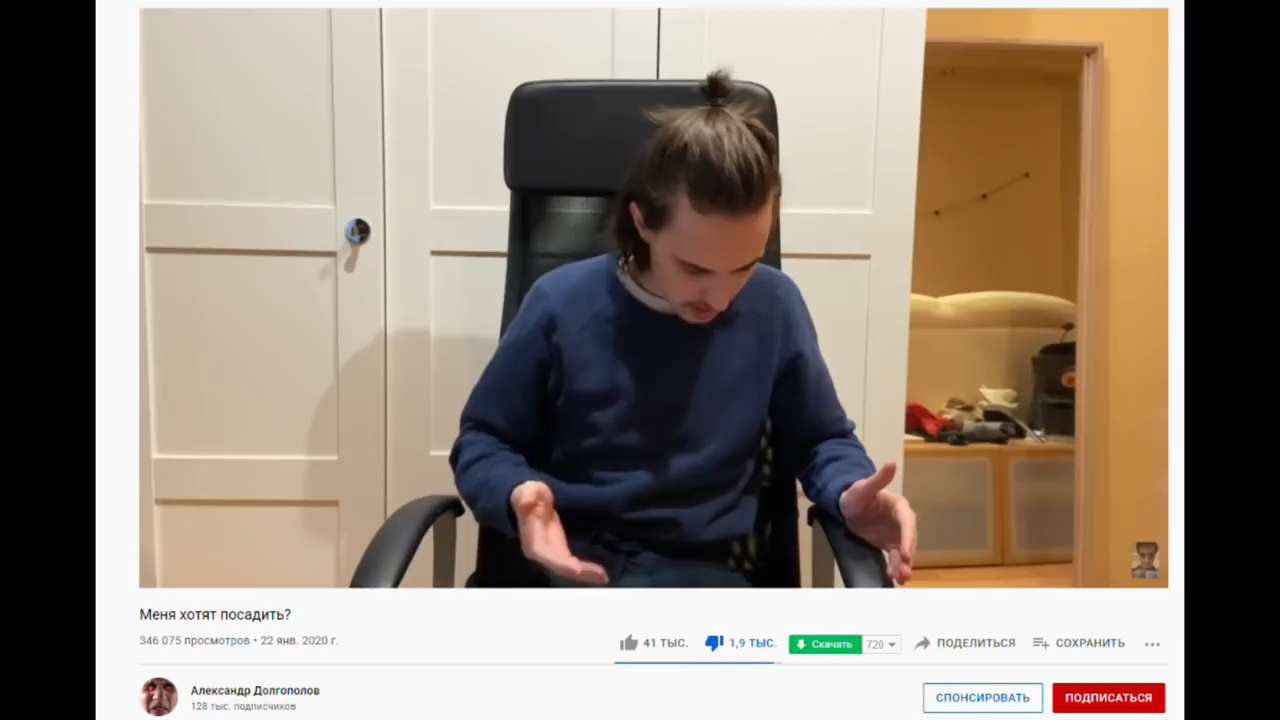 Меня хотят посадить?
346 075 просмотров • 22 янв. 2020 г.
41 ТЫС. 1,9 ТЫС. Скачать 720 ПОДЕЛИТЬСЯ СОХРАНИТЬ
Александр Долгополов
128 тыс. подписчиков
СПОНСИРОВАТЬ ПОДПИСАТЬСЯ